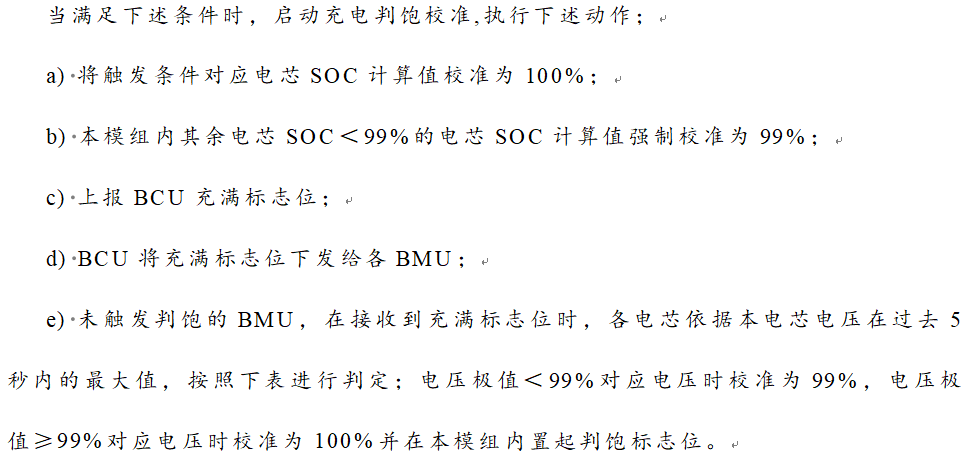 当满足下述条件时，启动充电判饱校准,执行下述动作；
a) 将触发条件对应电芯 SOC 计算值校准为 100%；
b) 本模组内其余电芯 SOC＜99%的电芯 SOC 计算值强制校准为 99%；
c) 上报 BCU 充满标志位；
d) BCU 将充满标志位下发给各 BMU；
e) 未触发判饱的 BMU，在接收到充满标志位时，各电芯依据本电芯电压在过去 5
秒内的最大值，按照下表进行判定；电压极值＜99%对应电压时校准为 99%，电压极
值≥99%对应电压时校准为 100%并在本模组内置起判饱标志位。